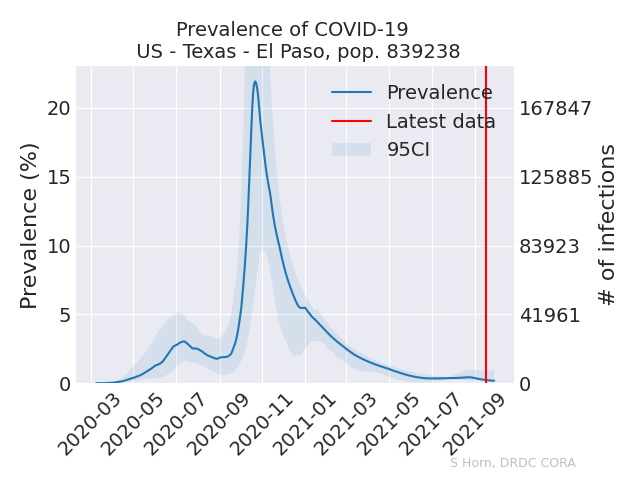 Prevalence of COVID-19
US - Texas - El Paso, pop. 839238
Prevalence (%)
20
15
10
5
0
Prevalence
Latest data
95CI
167847
125885
83923
41961
0
# of infections
2020-03
2020-05
2020-07
2020-09
2020-11
2021-01
2021-03
2021-05
2021-07
2021-09
S Horn, DRDC CORA